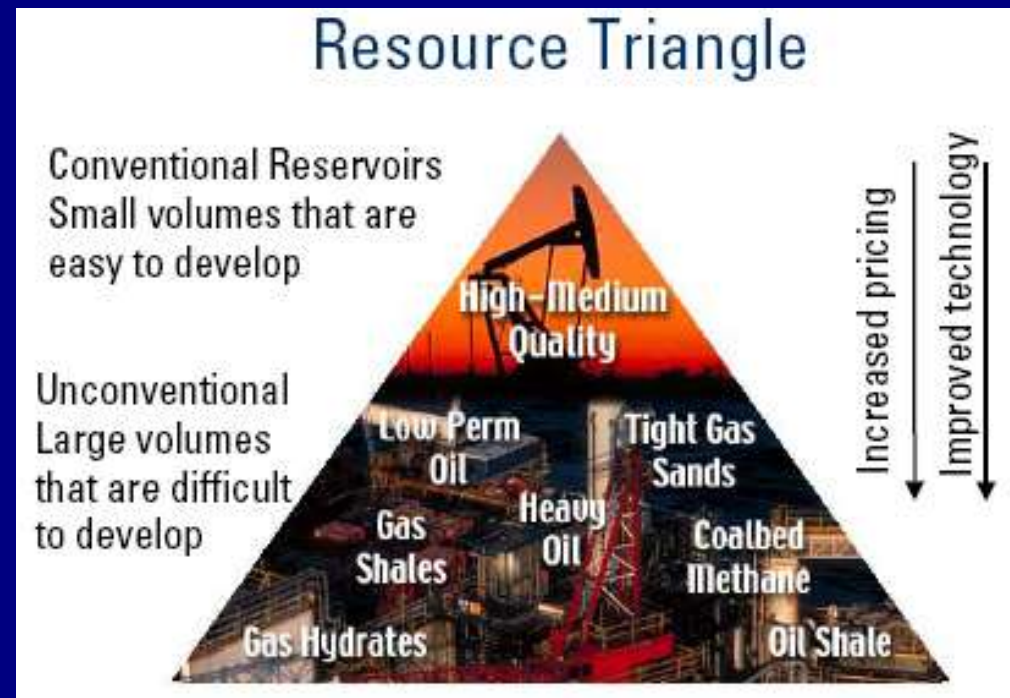 Resource Triangle
Conventional Reservoirs
Small volumes that are
easy to develop
High-Medium
Quality
Unconventional
Large volumes
that are difficult
to develop
Low Perm
Oil
Tight Gas
Sands
Gas
Shales
Heavy
Oil
Coalbed
Methane
Gas Hydrates
Oil Shale
Increased pricing
Improved technology